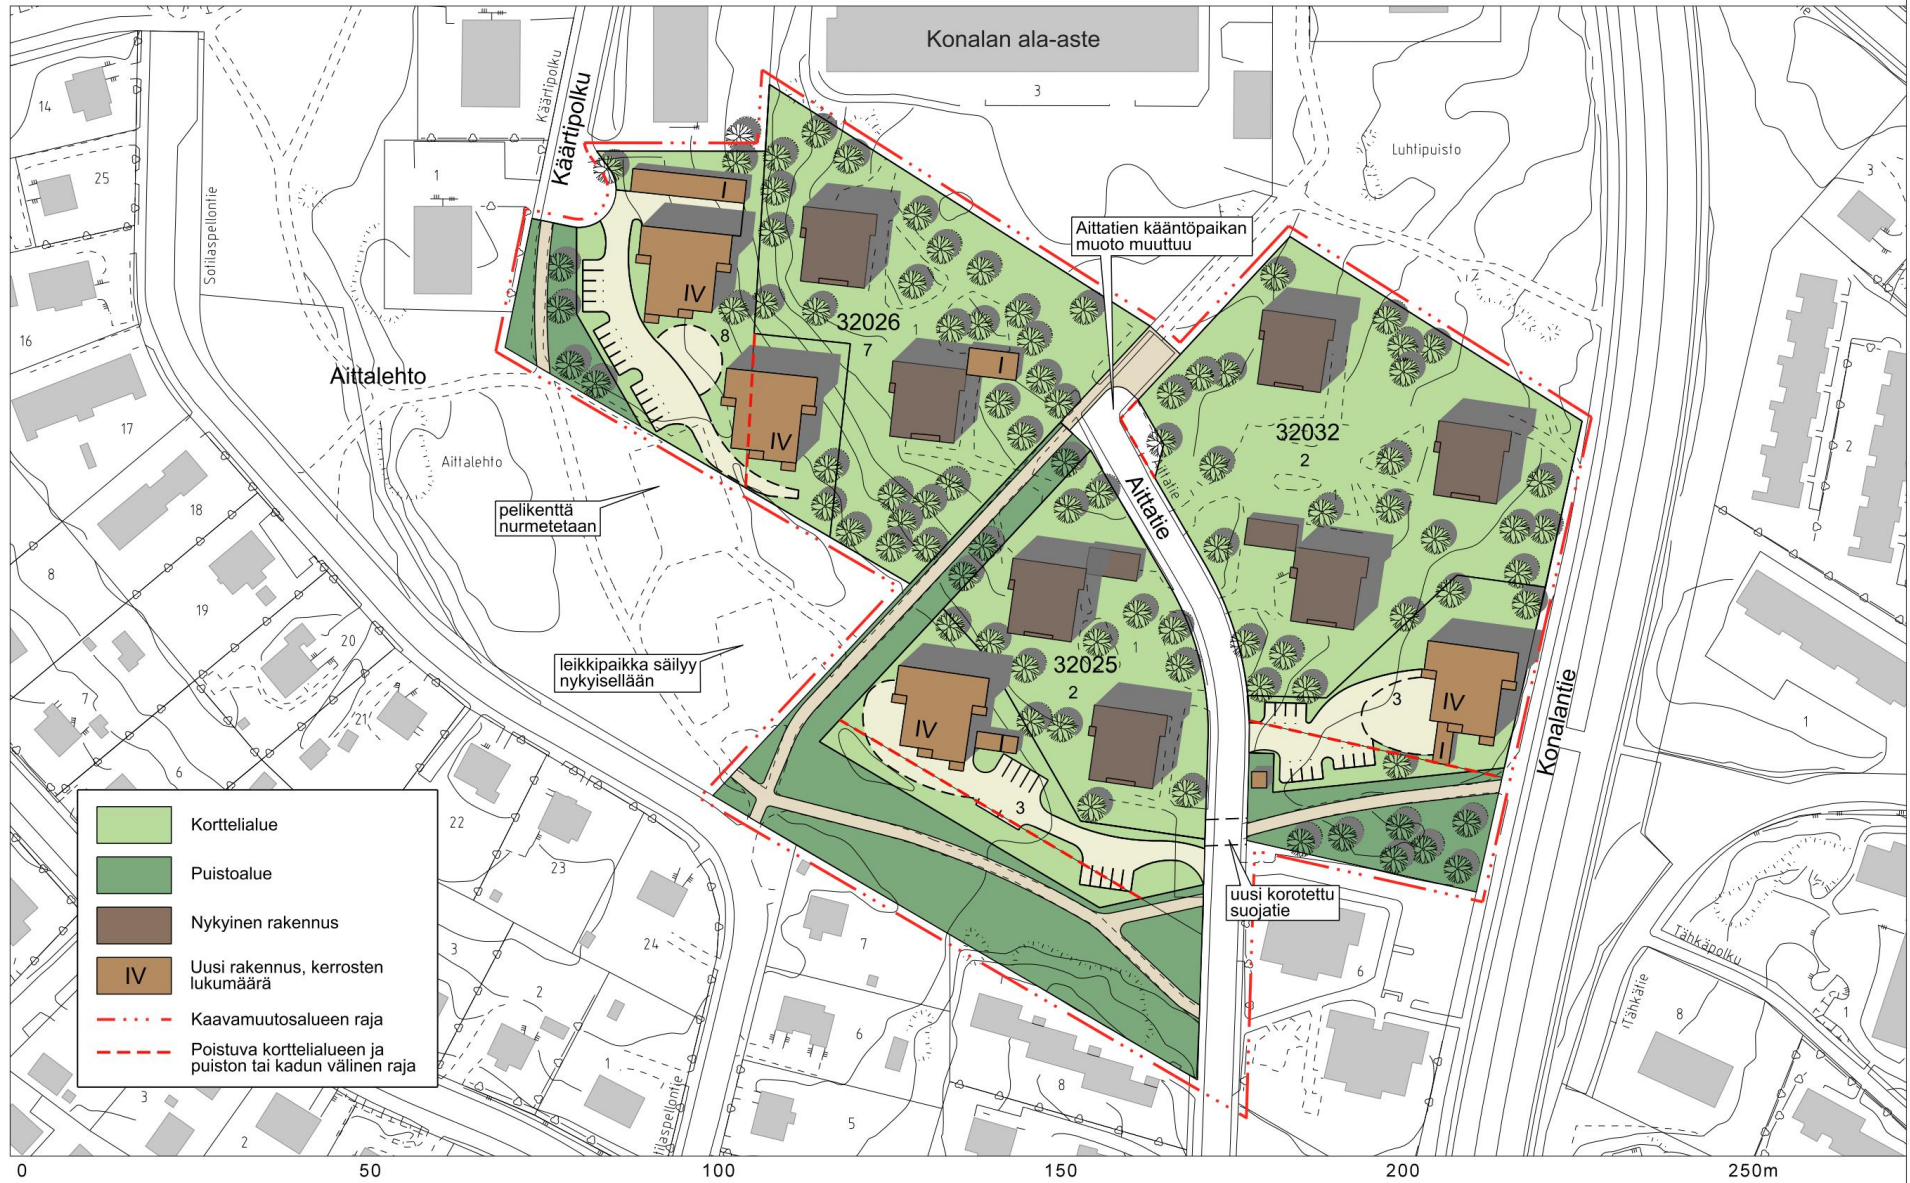 Konalan ala-aste
3
Käärtipolku
Käärtipolku
14
25
1
Luhtipuisto
3
Sotilaspellontie
Aittatien kääntöpaikan
muoto muuttuu
I
IV
16
8
32026
7
1
I
Aittalehto
IV
32032
2
2
17
Aittalehto
18
pelikenttä
nurmetetaan
Aittatie
Aittatie
8
19
20
leikkipaikka säilyy
nykyisellään
1
32025
2
7
21
IV
I
3
IV
I
Konalantie
1
6
3
22
23
24
7
uusi korotettu
suojatie
6
Tähkäpolku
Tähkätie
8
1
Korttelialue
Puistoalue
Nykyinen rakennus
IV
Uusi rakennus, kerrosten
lukumäärä
Kaavamuutosalueen raja
Poistuva korttelialueen ja
puiston tai kadun välinen raja
3
2
1
6
8
5
3
2
0
50
100
150
200
250m